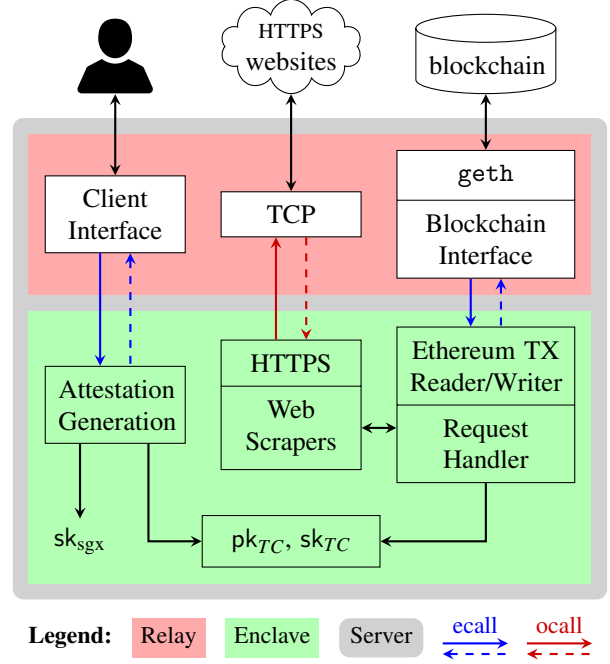 HTTPS
websites
blockchain
Client
Interface
TCP
geth
Blockchain
Interface
Attestation
Generation
HTTPS
Web
Scrapers
Ethereum TX
Reader/Writer
Request
Handler
sk_sgx
pk_TC, sk_TC
Legend: Relay Enclave Server ecall ocall